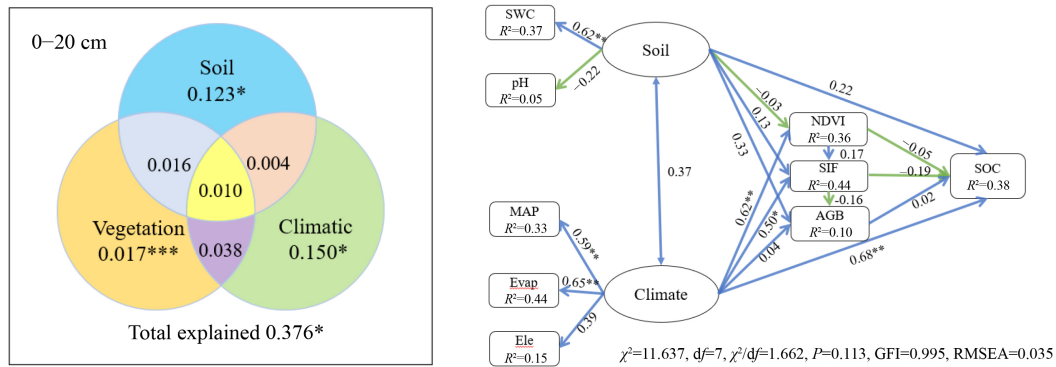 0−20 cm
Soil
0.123*
0.016
0.004
0.010
Vegetation
0.017***
0.038
Climatic
0.150*
Total explained 0.376*
SWC
R²=0.37
0.62**
pH
R²=0.05
−0.22
Soil
−0.03
0.13
0.33
0.22
NDVI
R²=0.36
0.17
SIF
R²=0.44
-0.16
AGB
R²=0.10
−0.05
−0.19
0.02
SOC
R²=0.38
0.37
MAP
R²=0.33
0.59**
Evap
R²=0.44
0.65**
Ele
R²=0.15
0.39
Climate
0.62**
0.50*
0.04
0.68**
χ²=11.637, df=7, χ²/df=1.662, P=0.113, GFI=0.995, RMSEA=0.035